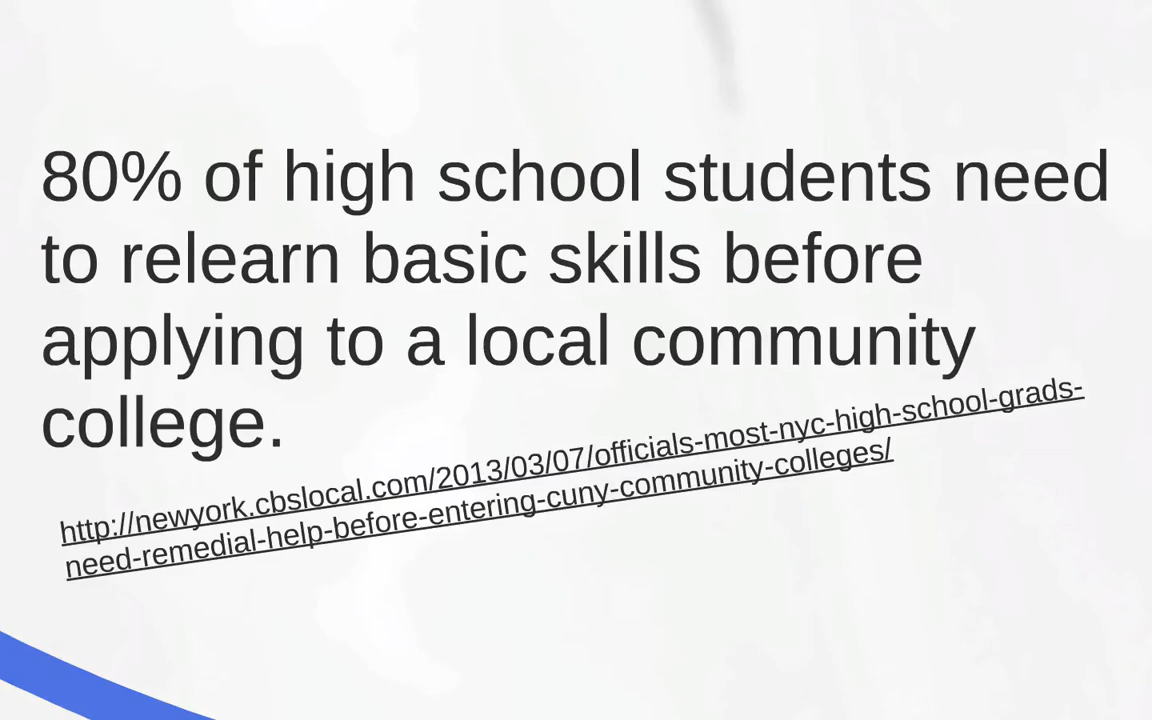 80% of high school students need
to relearn basic skills before
applying to a local community
college.
http://newyork.cbslocal.com/2013/03/07/officials-most-nyc-high-school-grads-
need-remedial-help-before-entering-cuny-community-colleges/